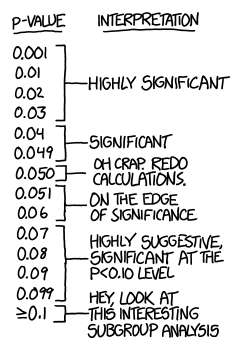 P-VALUE INTERPRETATION
0.001
0.01
0.02
0.03
HIGHLY SIGNIFICANT
0.04
0.049
SIGNIFICANT
0.050
OH CRAP. REDO
CALCULATIONS.
0.051
0.06
ON THE EDGE
OF SIGNIFICANCE
0.07
0.08
0.09
0.099
HIGHLY SUGGESTIVE,
SIGNIFICANT AT THE
P<0.10 LEVEL
≥0.1
HEY, LOOK AT
THIS INTERESTING
SUBGROUP ANALYSIS